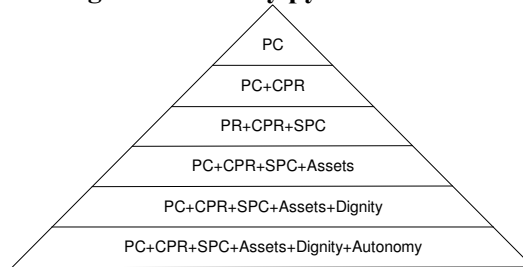 PC
PC+CPR
PR+CPR+SPC
PC+CPR+SPC+Assets
PC+CPR+SPC+Assets+Dignity
PC+CPR+SPC+Assets+Dignity+Autonomy